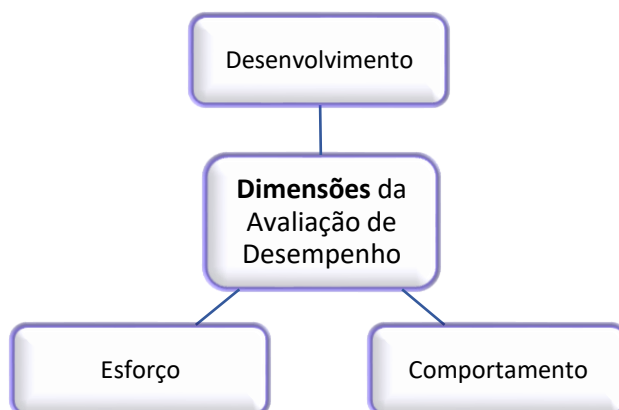 Desenvolvimento
Dimensões da
Avaliação de
Desempenho
Esforço
Comportamento